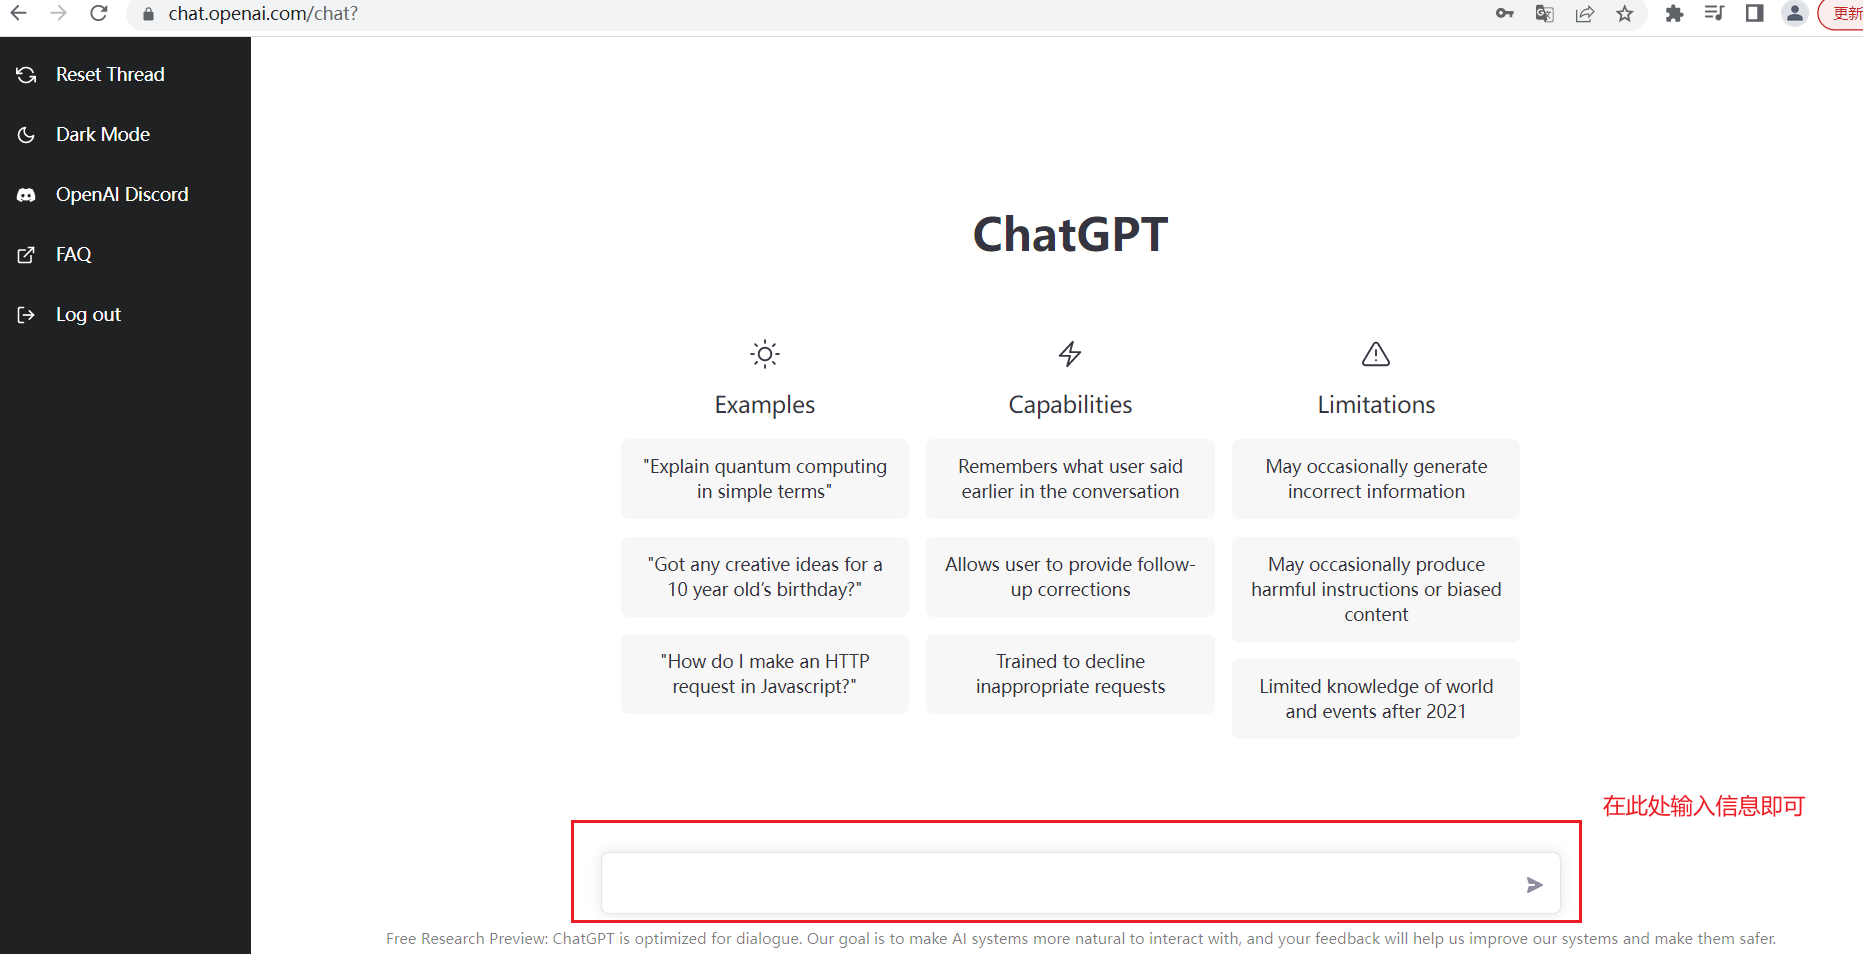 chat.openai.com/chat?
更新
Reset Thread
Dark Mode
OpenAI Discord
FAQ
Log out
ChatGPT
Examples
"Explain quantum computing
in simple terms"
"Got any creative ideas for a
10 year old’s birthday?"
"How do I make an HTTP
request in Javascript?"
Capabilities
Remembers what user said
earlier in the conversation
Allows user to provide follow-
up corrections
Trained to decline
inappropriate requests
Limitations
May occasionally generate
incorrect information
May occasionally produce
harmful instructions or biased
content
Limited knowledge of world
and events after 2021
在此处输入信息即可
Free Research Preview: ChatGPT is optimized for dialogue. Our goal is to make AI systems more natural to interact with, and your feedback will help us improve our systems and make them safer.